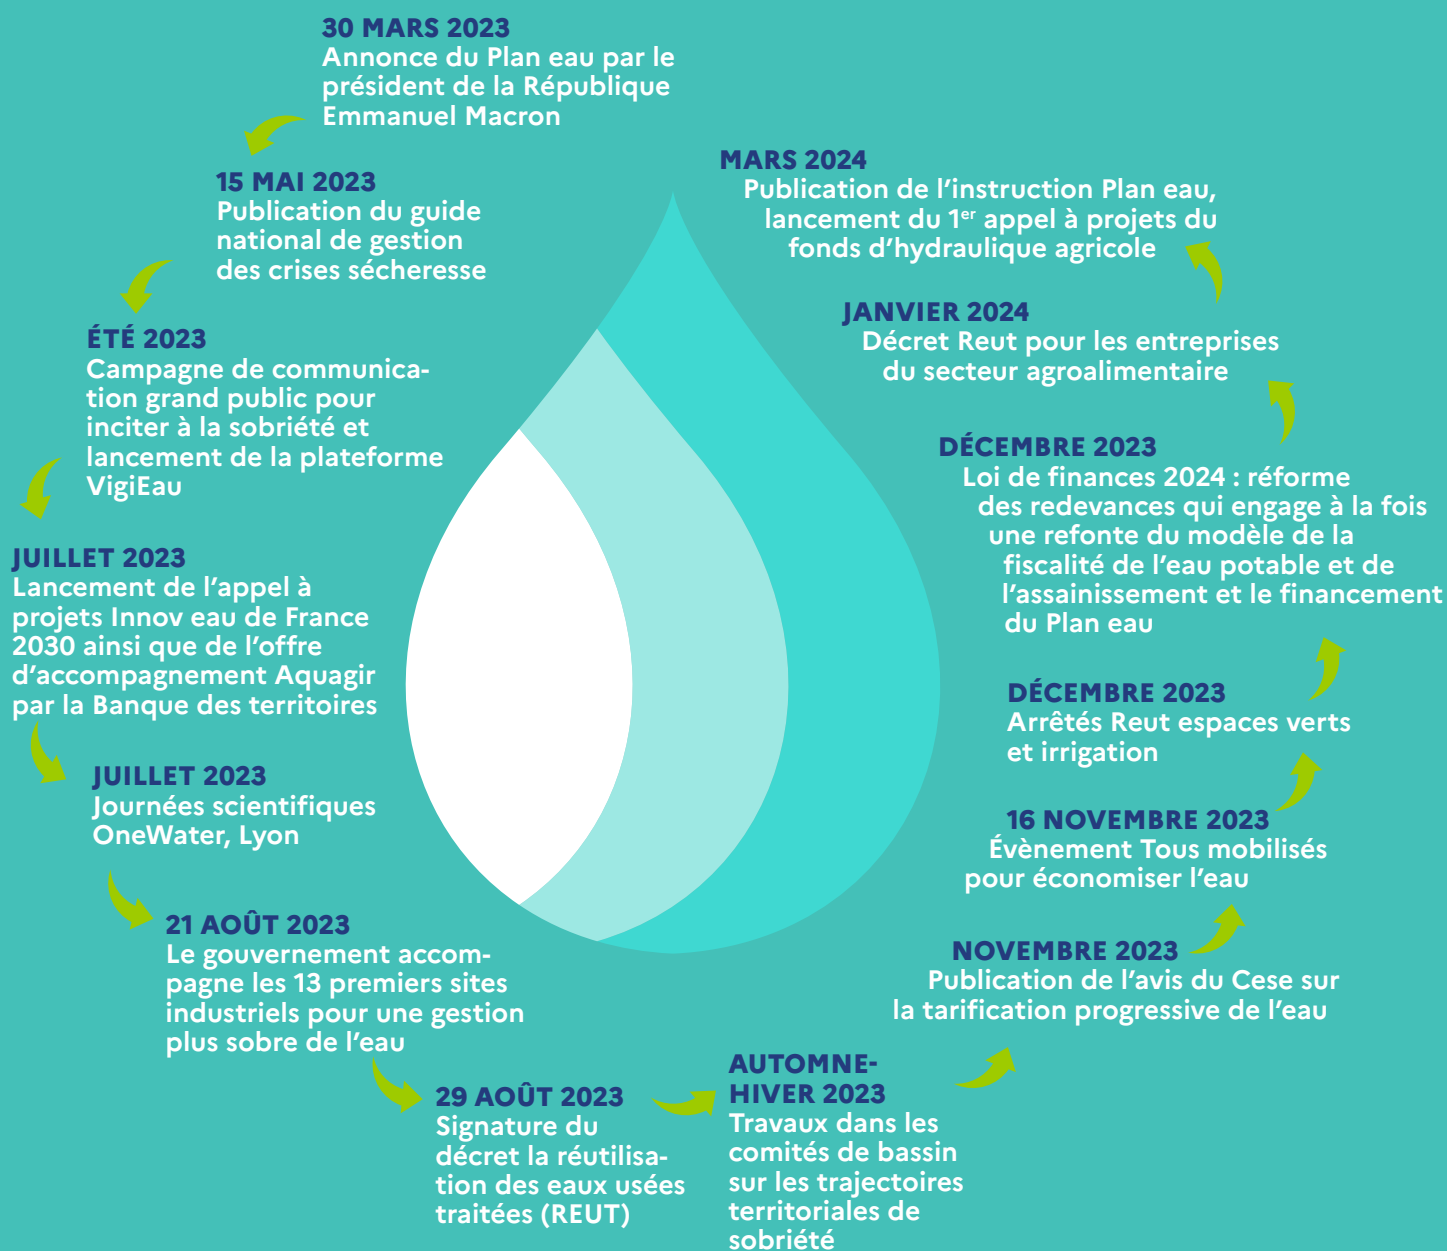 30 MARS 2023
Annonce du Plan eau par le
président de la République
Emmanuel Macron
15 MAI 2023
Publication du guide
national de gestion
des crises sécheresse
ÉTÉ 2023
Campagne de communica-
tion grand public pour
inciter à la sobriété et
lancement de la plateforme
VigiEau
JUILLET 2023
Lancement de l’appel à
projets Innov eau de France
2030 ainsi que de l’offre
d’accompagnement Aquagir
par la Banque des territoires
JUILLET 2023
Journées scientifiques
OneWater, Lyon
21 AOÛT 2023
Le gouvernement accom-
pagne les 13 premiers sites
industriels pour une gestion
plus sobre de l’eau
29 AOÛT 2023
Signature du
décret la réutilisa-
tion des eaux usées
traitées (REUT)
AUTOMNE-
HIVER 2023
Travaux dans les
comités de bassin
sur les trajectoires
territoriales de
sobriété
NOVEMBRE 2023
Publication de l’avis du Cese sur
la tarification progressive de l’eau
16 NOVEMBRE 2023
Évènement Tous mobilisés
pour économiser l’eau
DÉCEMBRE 2023
Arrêtés Reut espaces verts
et irrigation
DÉCEMBRE 2023
Loi de finances 2024 : réforme
des redevances qui engage à la fois
une refonte du modèle de la
fiscalité de l’eau potable et de
l’assainissement et le financement
du Plan eau
JANVIER 2024
Décret Reut pour les entreprises
du secteur agroalimentaire
MARS 2024
Publication de l’instruction Plan eau,
lancement du 1er appel à projets du
fonds d’hydraulique agricole